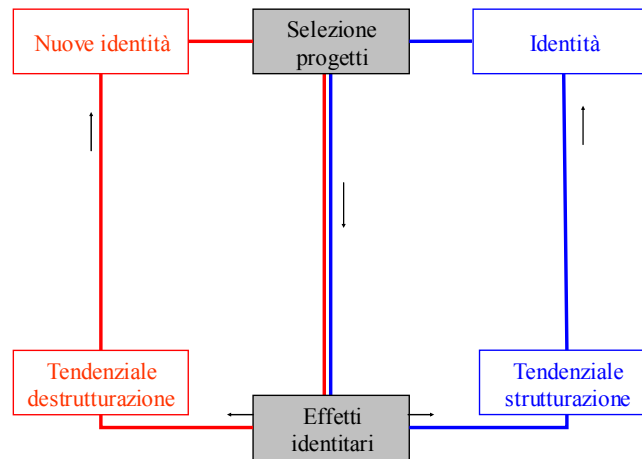 Nuove identità
Selezione
progetti
Identità
Tendenziale
destrutturazione
Effetti
identitari
Tendenziale
strutturazione